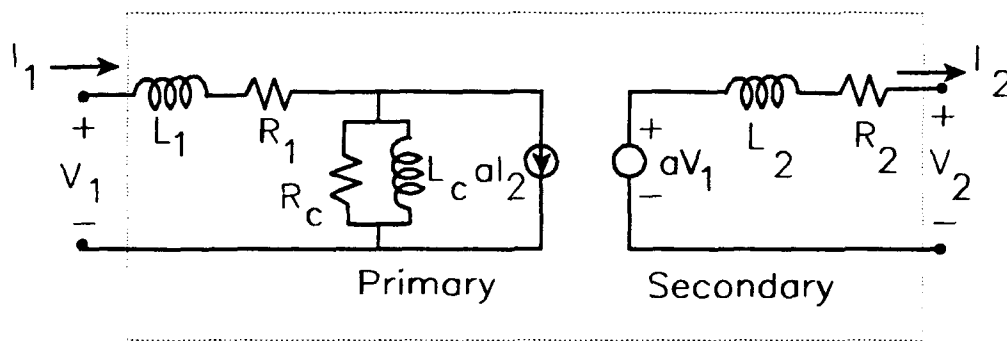 I1
I2
+
L1
R1
+
L2
R2
+
V1
Rc
Lc
aI2
aV1
V2
−
−
−
Primary
Secondary